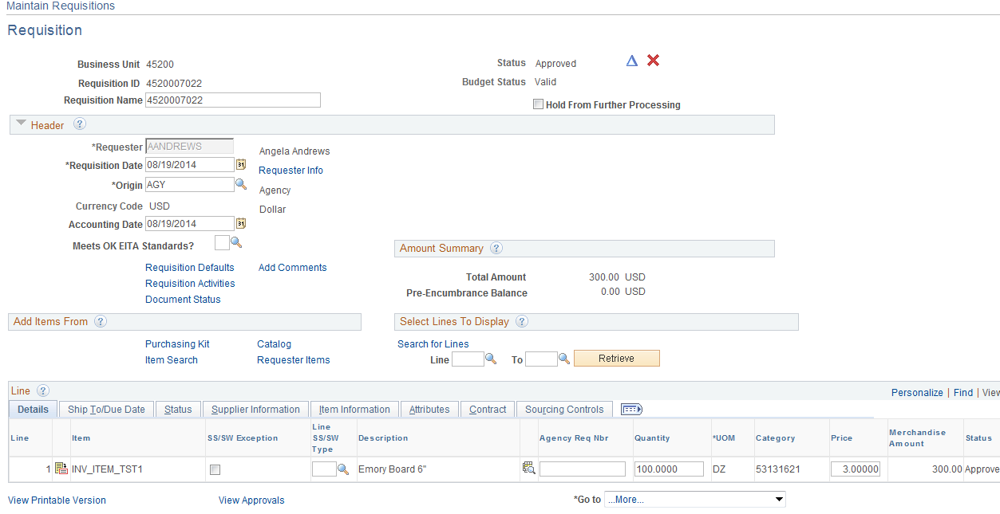 Maintain Requisitions
Requisition
Business Unit 45200
Status Approved
Requisition ID 4520007022
Budget Status Valid
Requisition Name 4520007022
Hold From Further Processing
Header ?
*Requester AANDREWS Angela Andrews
*Requisition Date 08/19/2014 31 Requester Info
*Origin AGY Agency
Currency Code USD Dollar
Accounting Date 08/19/2014 31
Meets OK EITA Standards?
Requisition Defaults Add Comments
Requisition Activities
Document Status
Amount Summary ?
Total Amount 300.00 USD
Pre-Encumbrance Balance 0.00 USD
Add Items From ?
Purchasing Kit Catalog
Item Search Requester Items
Select Lines To Display ?
Search for Lines
Line To Retrieve
Line ? Personalize | Find | View
Details Ship To/Due Date Status Supplier Information Item Information Attributes Contract Sourcing Controls
Line Item SS/SW Exception Line SS/SW Type Description Agency Req Nbr Quantity *UOM Category Price Merchandise Amount Status
1 INV_ITEM_TST1 Emory Board 6" 100.0000 DZ 53131621 3.00000 300.00 Approve
View Printable Version View Approvals *Go to ...More...